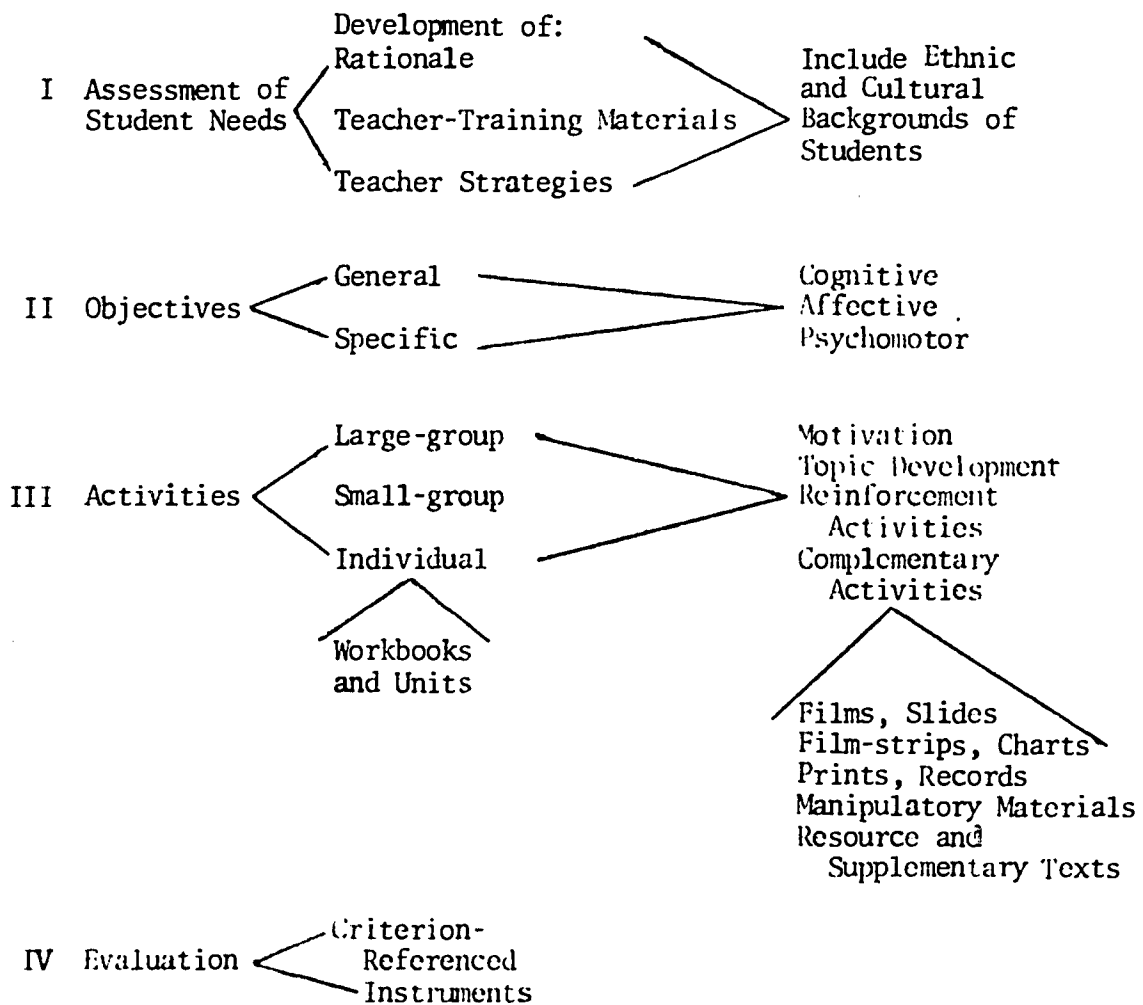 Development of:
Rationale
I Assessment of
Student Needs
Teacher-Training Materials
Teacher Strategies
Include Ethnic
and Cultural
Backgrounds of
Students
II Objectives
General
Specific
Cognitive
Affective
Psychomotor
III Activities
Large-group
Small-group
Individual
Workbooks
and Units
Motivation
Topic Development
Reinforcement
Activities
Complementary
Activities
Films, Slides
Film-strips, Charts
Prints, Records
Manipulatory Materials
Resource and
Supplementary Texts
IV Evaluation
Criterion-
Referenced
Instruments